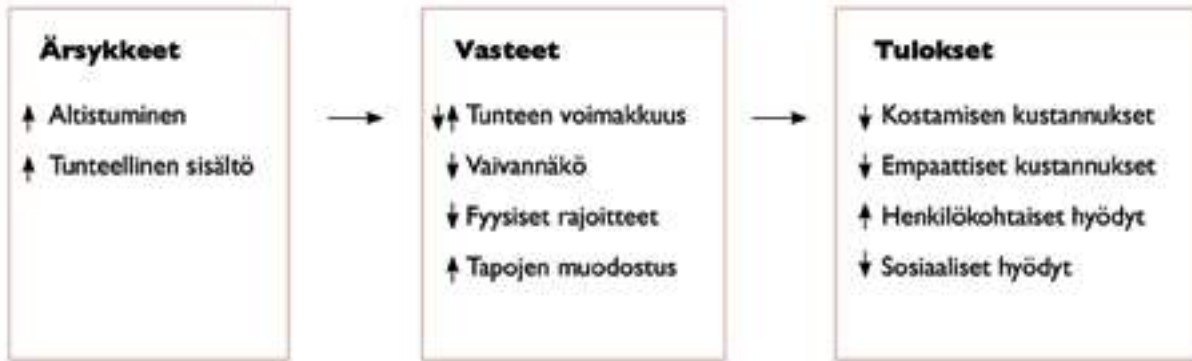 Ärsykkeet
↑ Altistuminen
↑ Tunteellinen sisältö
Vasteet
↓↑ Tunteen voimakkuus
↓ Vaivannäkö
↓ Fyysiset rajoitteet
↑ Tapojen muodostus
Tulokset
↓ Kostamisen kustannukset
↓ Empaattiset kustannukset
↑ Henkilökohtaiset hyödyt
↓ Sosiaaliset hyödyt